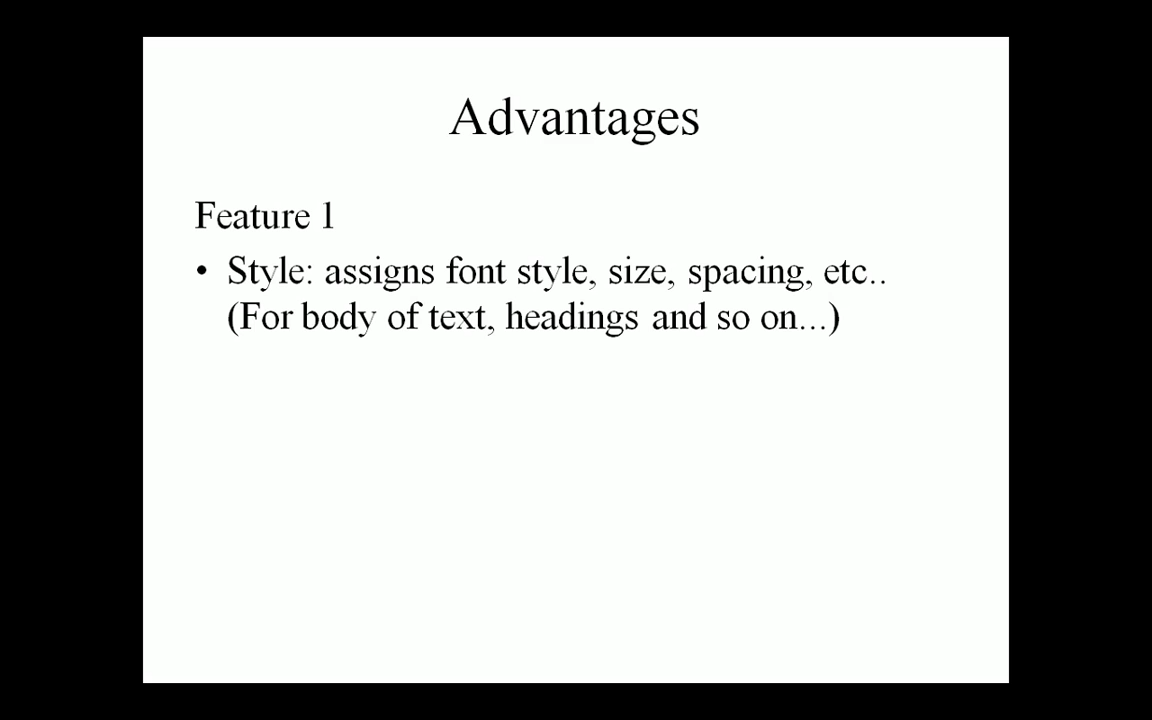 Advantages
Feature 1
• Style: assigns font style, size, spacing, etc..
(For body of text, headings and so on...)